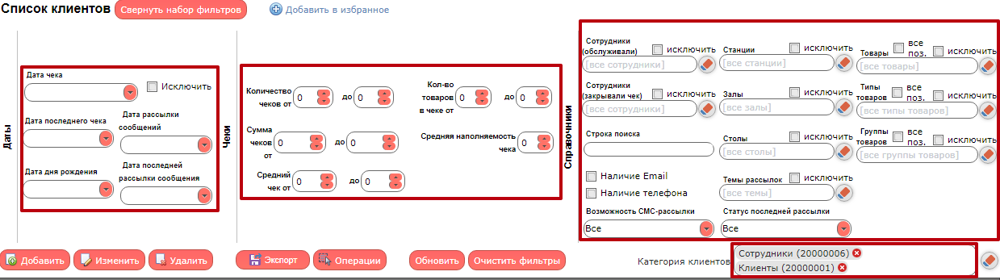 Список клиентов
Свернуть набор фильтров
Добавить в избранное
Даты
Дата чека
Исключить
Дата последнего чека
Дата рассылки
сообщений
Дата дня рождения
Дата последней
рассылки сообщения
Чеки
Количество
чеков от
0
до
0
Кол-во
товаров
в чеке от
0
до
0
Сумма
чеков
от
0
до
0
Средняя наполняемость
чека
0
Средний
чек от
0
до
0
Справочники
Сотрудники
(обслуживали)
исключить
[все сотрудники]
Станции
исключить
[все станции]
Товары
все
поз.
исключить
[все товары]
Сотрудники
(закрывали чек)
исключить
[все сотрудники]
Залы
исключить
[все залы]
Типы
товаров
все
поз.
исключить
[все типы товаров]
Строка поиска
Столы
исключить
[все столы]
Группы
товаров
все
поз.
исключить
[все группы товаров]
Наличие Email
Наличие телефона
Темы рассылок
исключить
[все темы]
Возможность СМС-рассылки
Все
Статус последней рассылки
Все
Добавить
Изменить
Удалить
Экспорт
Операции
Обновить
Очистить фильтры
Категория клиентов
Сотрудники (20000006)
Клиенты (20000001)